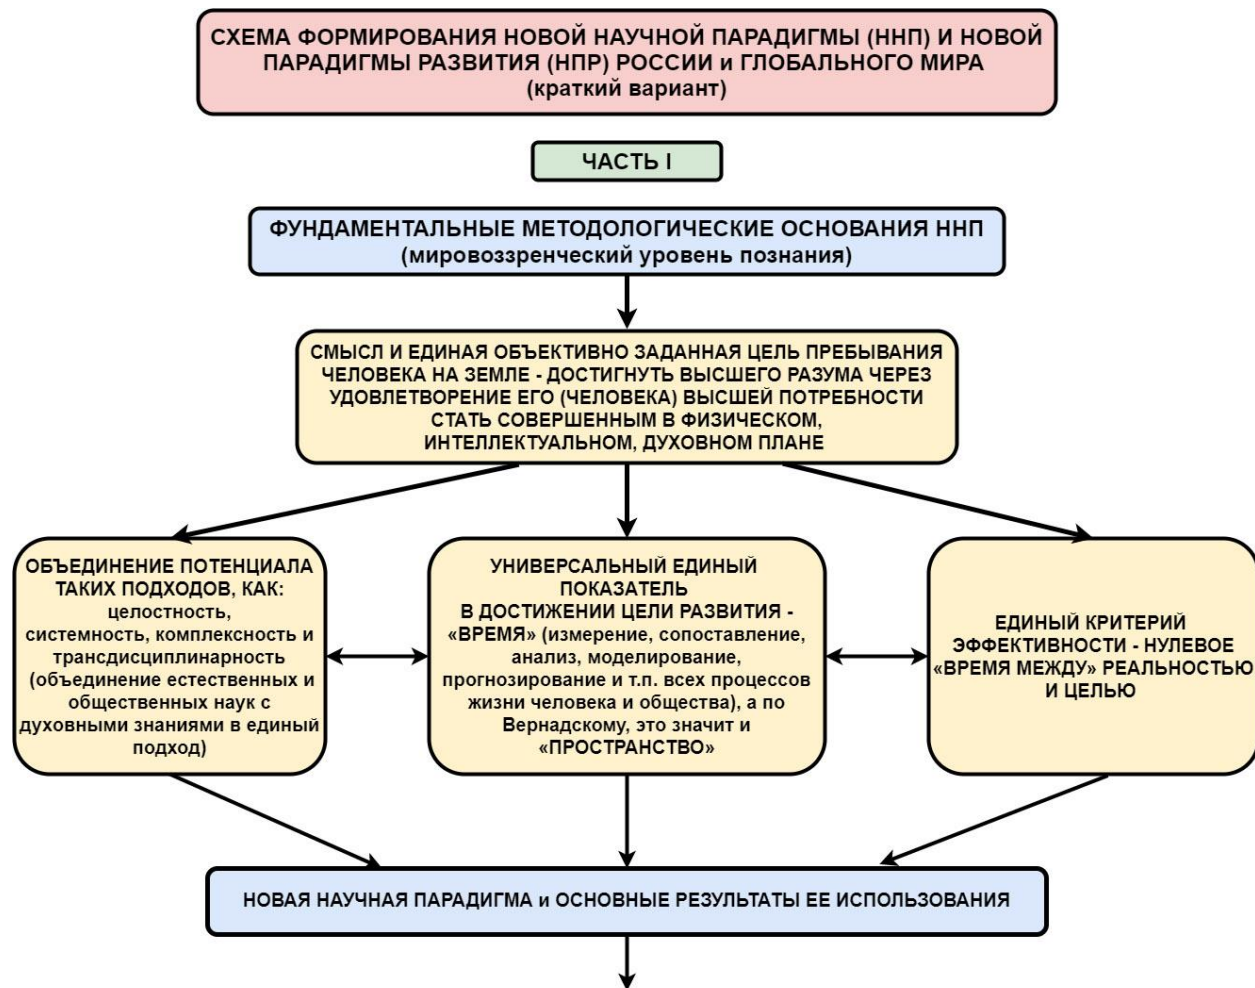 СХЕМА ФОРМИРОВАНИЯ НОВОЙ НАУЧНОЙ ПАРАДИГМЫ (ННП) И НОВОЙ
ПАРАДИГМЫ РАЗВИТИЯ (НПР) РОССИИ и ГЛОБАЛЬНОГО МИРА
(краткий вариант)
ЧАСТЬ I
ФУНДАМЕНТАЛЬНЫЕ МЕТОДОЛОГИЧЕСКИЕ ОСНОВАНИЯ ННП
(мировоззренческий уровень познания)
СМЫСЛ И ЕДИНАЯ ОБЪЕКТИВНО ЗАДАННАЯ ЦЕЛЬ ПРЕБЫВАНИЯ
ЧЕЛОВЕКА НА ЗЕМЛЕ - ДОСТИГНУТЬ ВЫСШЕГО РАЗУМА ЧЕРЕЗ
УДОВЛЕТВОРЕНИЕ ЕГО (ЧЕЛОВЕКА) ВЫСШЕЙ ПОТРЕБНОСТИ
СТАТЬ СОВЕРШЕННЫМ В ФИЗИЧЕСКОМ,
ИНТЕЛЛЕКТУАЛЬНОМ, ДУХОВНОМ ПЛАНЕ
ОБЪЕДИНЕНИЕ ПОТЕНЦИАЛА
ТАКИХ ПОДХОДОВ, КАК:
целостность,
системность, комплексность и
трансдисциплинарность
(объединение естественных и
общественных наук с
духовными знаниями в единый
подход)
УНИВЕРСАЛЬНЫЙ ЕДИНЫЙ
ПОКАЗАТЕЛЬ
В ДОСТИЖЕНИИ ЦЕЛИ РАЗВИТИЯ -
«ВРЕМЯ» (измерение, сопоставление,
анализ, моделирование,
прогнозирование и т.п. всех процессов
жизни человека и общества), а по
Вернадскому, это значит и
«ПРОСТРАНСТВО»
ЕДИНЫЙ КРИТЕРИЙ
ЭФФЕКТИВНОСТИ - НУЛЕВОЕ
«ВРЕМЯ МЕЖДУ» РЕАЛЬНОСТЬЮ
И ЦЕЛЬЮ
НОВАЯ НАУЧНАЯ ПАРАДИГМА и ОСНОВНЫЕ РЕЗУЛЬТАТЫ ЕЕ ИСПОЛЬЗОВАНИЯ